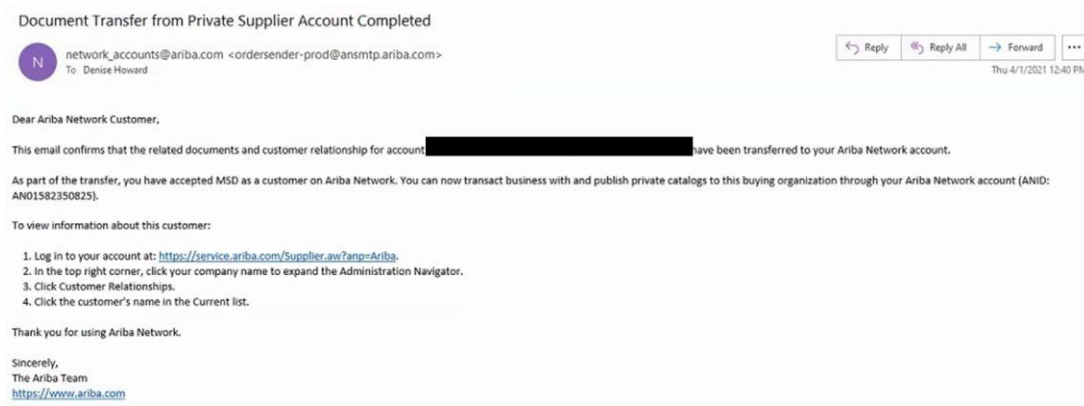 Document Transfer from Private Supplier Account Completed
N
network_accounts@ariba.com <ordersender-prod@ansmtp.ariba.com>
To Denise Howard
Reply
Reply All
Forward
...
Thu 4/1/2021 12:40 PM
Dear Ariba Network Customer,
This email confirms that the related documents and customer relationship for account have been transferred to your Ariba Network account.
As part of the transfer, you have accepted MSD as a customer on Ariba Network. You can now transact business with and publish private catalogs to this buying organization through your Ariba Network account (ANID:
AN01582350825).
To view information about this customer:
1. Log in to your account at: https://service.ariba.com/Supplier.aw?anp=Ariba.
2. In the top right corner, click your company name to expand the Administration Navigator.
3. Click Customer Relationships.
4. Click the customer's name in the Current list.
Thank you for using Ariba Network.
Sincerely,
The Ariba Team
https://www.ariba.com